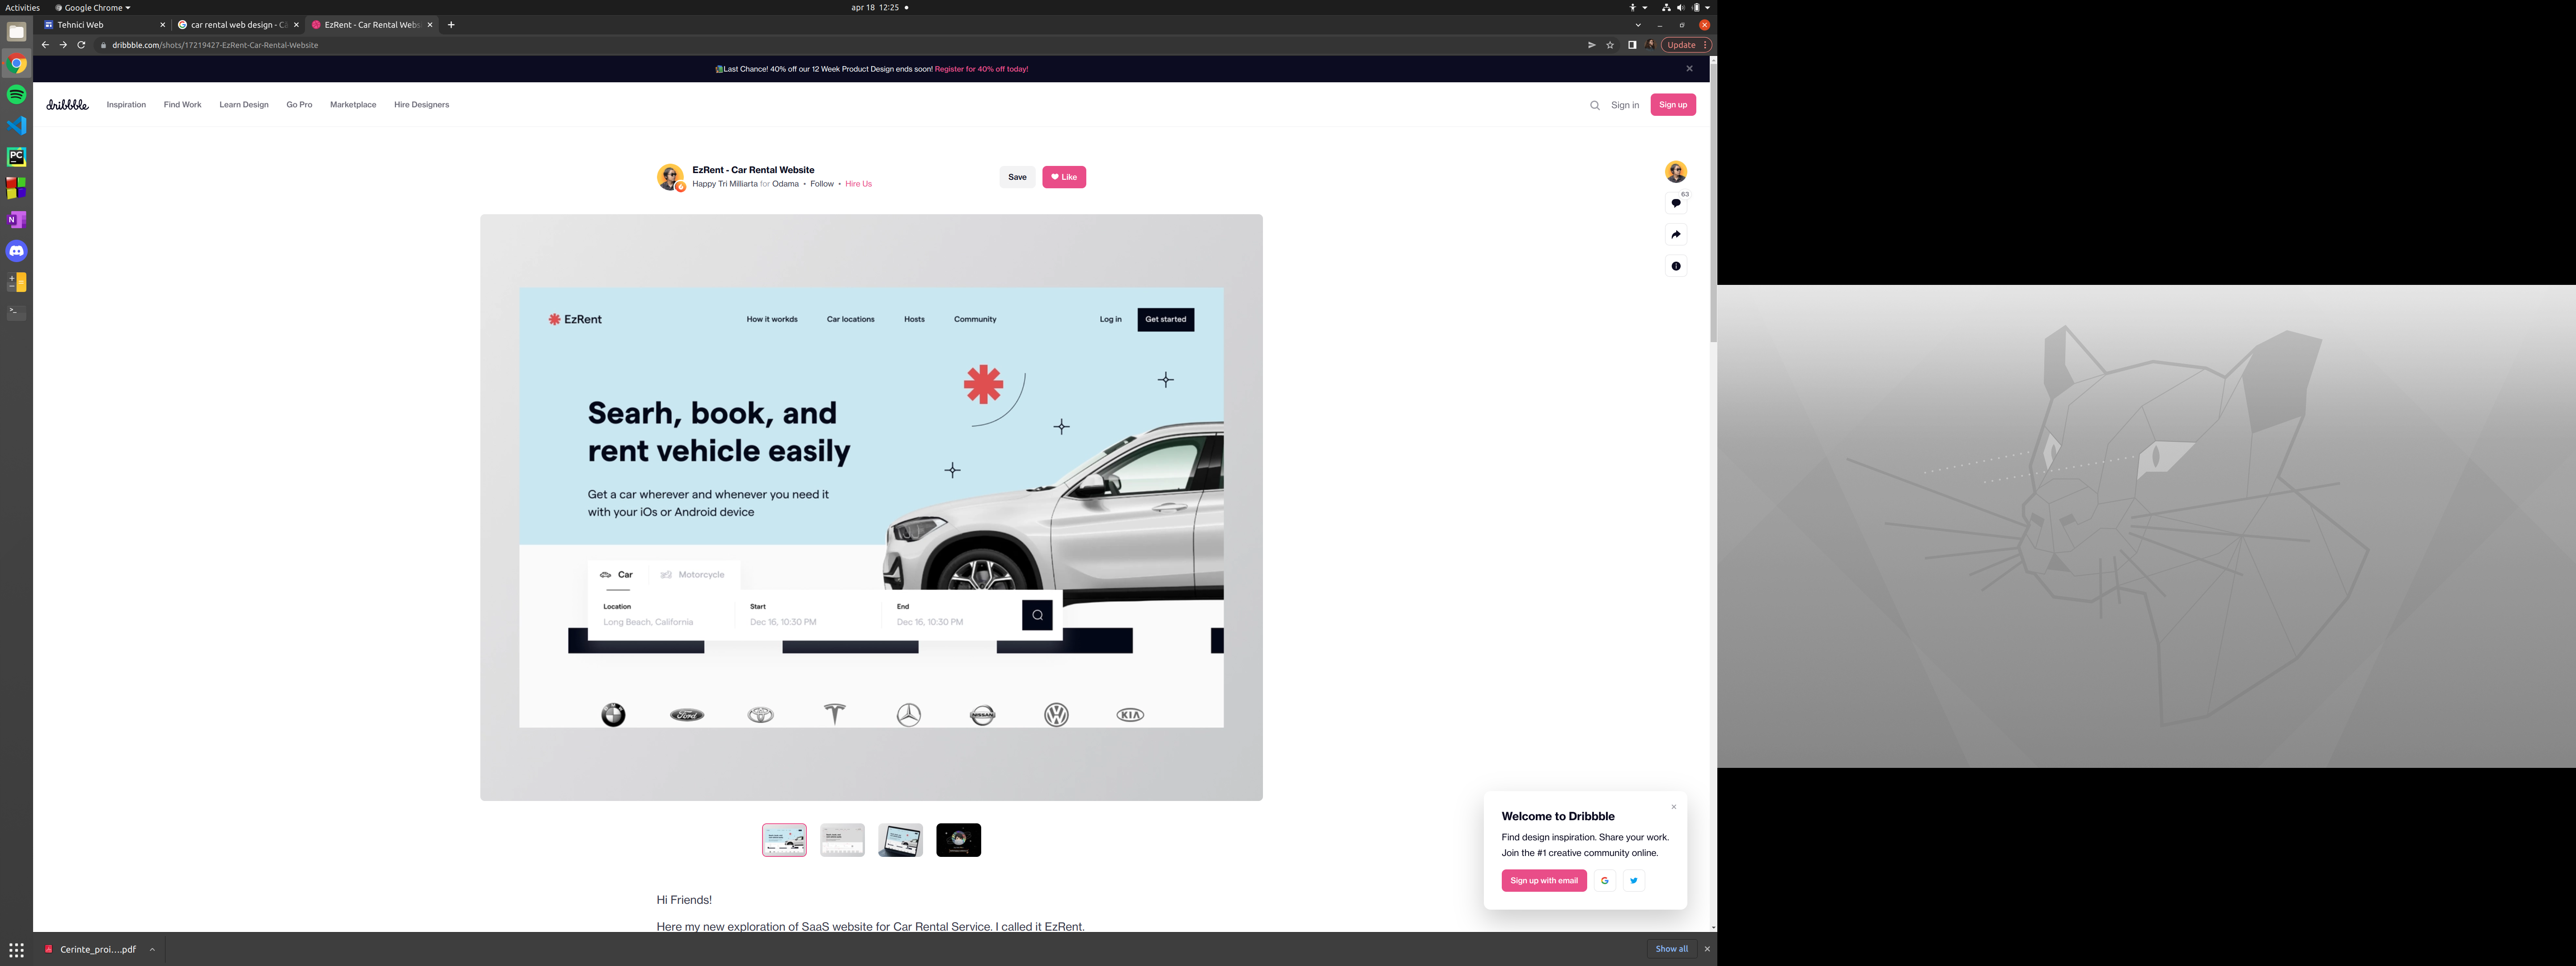 Activities
Google Chrome
apr 18 12:25
Tehnici Web
car rental web design - Că
EzRent - Car Rental Webs
dribbble.com/shots/17219427-EzRent-Car-Rental-Website
Update
Last Chance! 40% off our 12 Week Product Design ends soon! Register for 40% off today!
dribbble
Inspiration
Find Work
Learn Design
Go Pro
Marketplace
Hire Designers
Sign in
Sign up
EzRent - Car Rental Website
Happy Tri Milliarta for Odama • Follow • Hire Us
Save
Like
63
EzRent
How it workds
Car locations
Hosts
Community
Log in
Get started
Searh, book, and
rent vehicle easily
Get a car wherever and whenever you need it
with your iOs or Android device
Car
Motorcycle
Location
Start
End
Long Beach, California
Dec 16, 10:30 PM
Dec 16, 10:30 PM
Ford
NISSAN
KIA
Hi Friends!
Here my new exploration of SaaS website for Car Rental Service. I called it EzRent.
Welcome to Dribbble
Find design inspiration. Share your work.
Join the #1 creative community online.
Sign up with email
Cerinte_proi....pdf
Show all